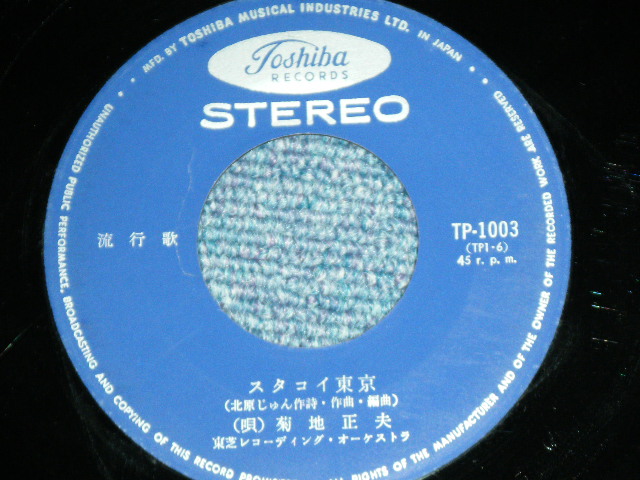 MFD. BY TOSHIBA MUSICAL INDUSTRIES LTD. IN JAPAN
Toshiba
RECORDS
STEREO
流行歌
TP-1003
(TP1-6)
45 r. p. m.
スタコイ東京
(北原じゅん作詩・作曲・編曲)
(唄) 菊地正夫
東芝レコーディング・オーケストラ
UNAUTHORIZED PUBLIC PERFORMANCE, BROADCASTING AND COPYING OF THIS RECORD ALL RIGHTS OF THE MANUFACTURER AND OF THE OWNER OF THE RECORDED WORK ARE RESERVED